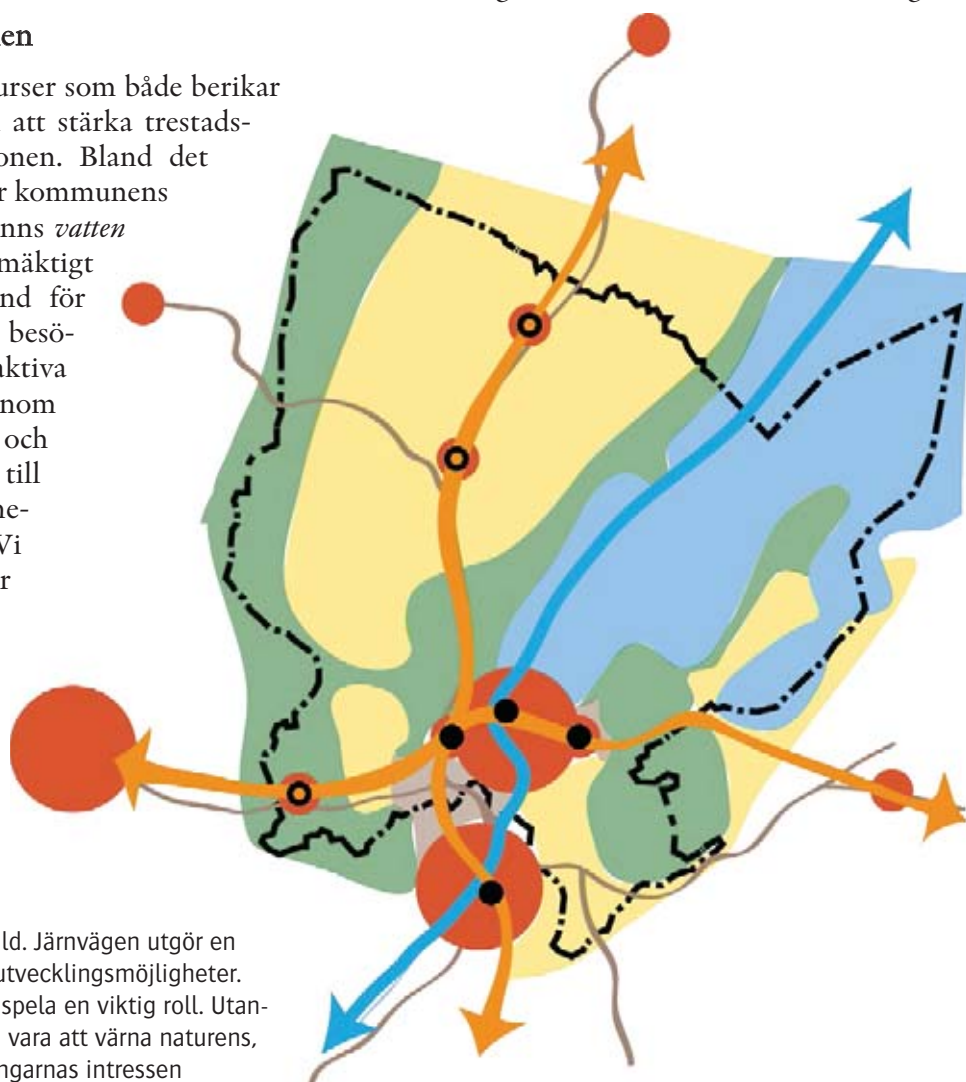 en
urser som både berikar
att stärka trestads-
onen. Bland det
r kommunens
nns vatten
mäktigt
nd för
besö-
aktiva
nom
och
till
ne-
Vi
r
ld. Järnvägen utgör en
utvecklingsmöjligheter.
spela en viktig roll. Utan-
vara att värna naturens,
ngarnas intressen